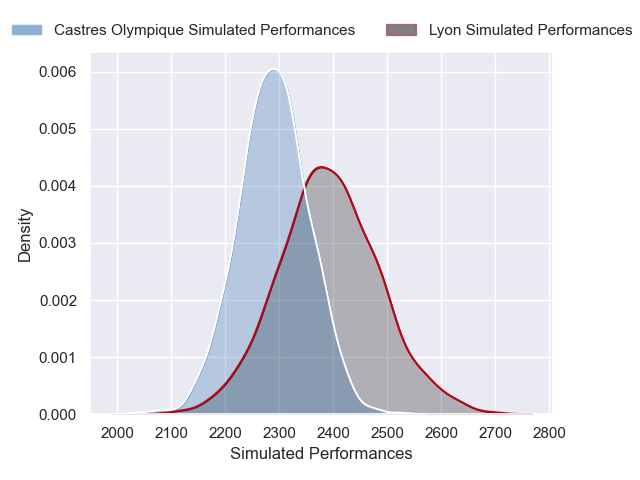 Castres Olympique Simulated Performances Lyon Simulated Performances
0.006
0.005
0.004
0.003
0.002
0.001
0.000
Density
2000 2100 2200 2300 2400 2500 2600 2700 2800
Simulated Performances